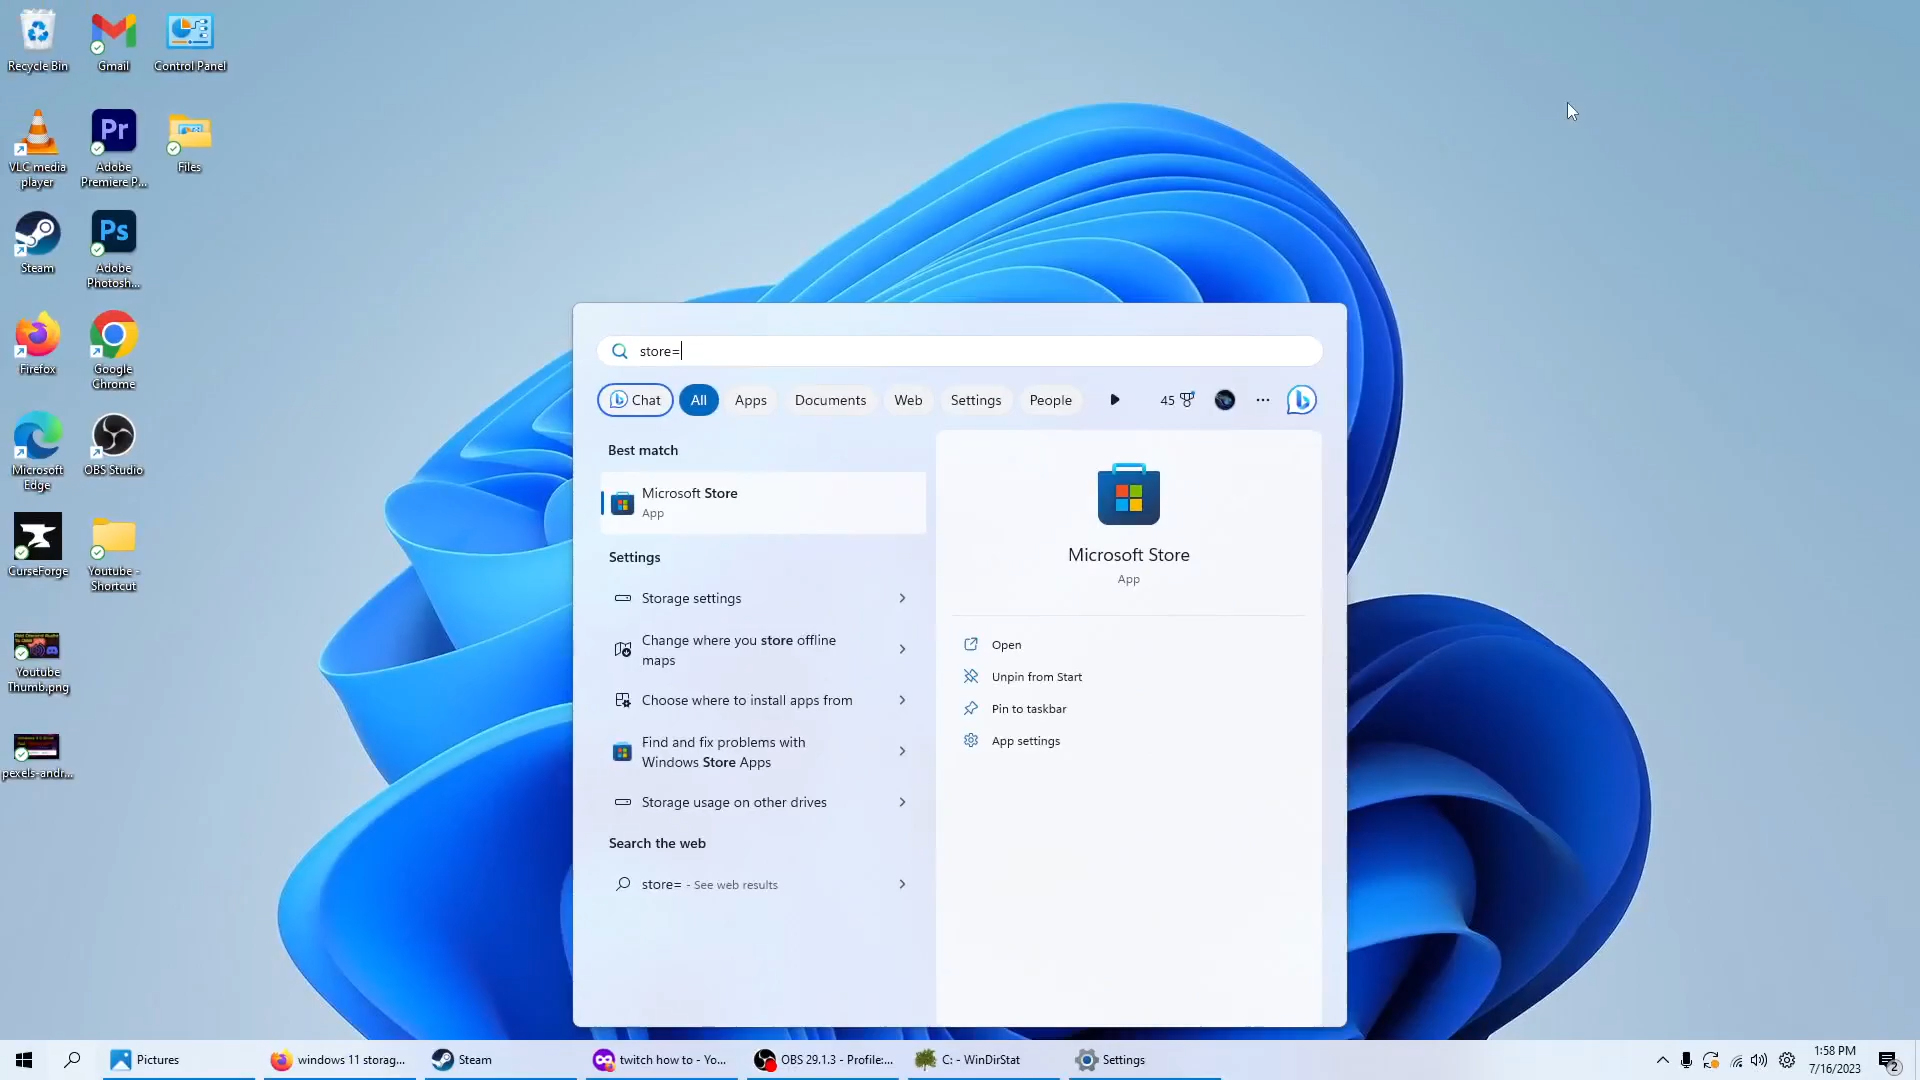 Recycle Bin
Gmail
Control Panel
VLC media
player
Adobe
Premiere P...
Files
Steam
Adobe
Photosh...
Firefox
Google
Chrome
Microsoft
Edge
OBS Studio
CurseForge
Youtube -
Shortcut
Youtube
Thumb.png
pexels-andr...
Pr
Ps
store=
Chat
All
Apps
Documents
Web
Settings
People
45
Best match
Microsoft Store
App
Settings
Storage settings
Change where you store offline
maps
Choose where to install apps from
Find and fix problems with
Windows Store Apps
Storage usage on other drives
Search the web
store= - See web results
Microsoft Store
App
Open
Unpin from Start
Pin to taskbar
App settings
Pictures
windows 11 storag...
Steam
twitch how to - Yo...
OBS 29.1.3 - Profile:...
C: - WinDirStat
Settings
1:58 PM
7/16/2023
2